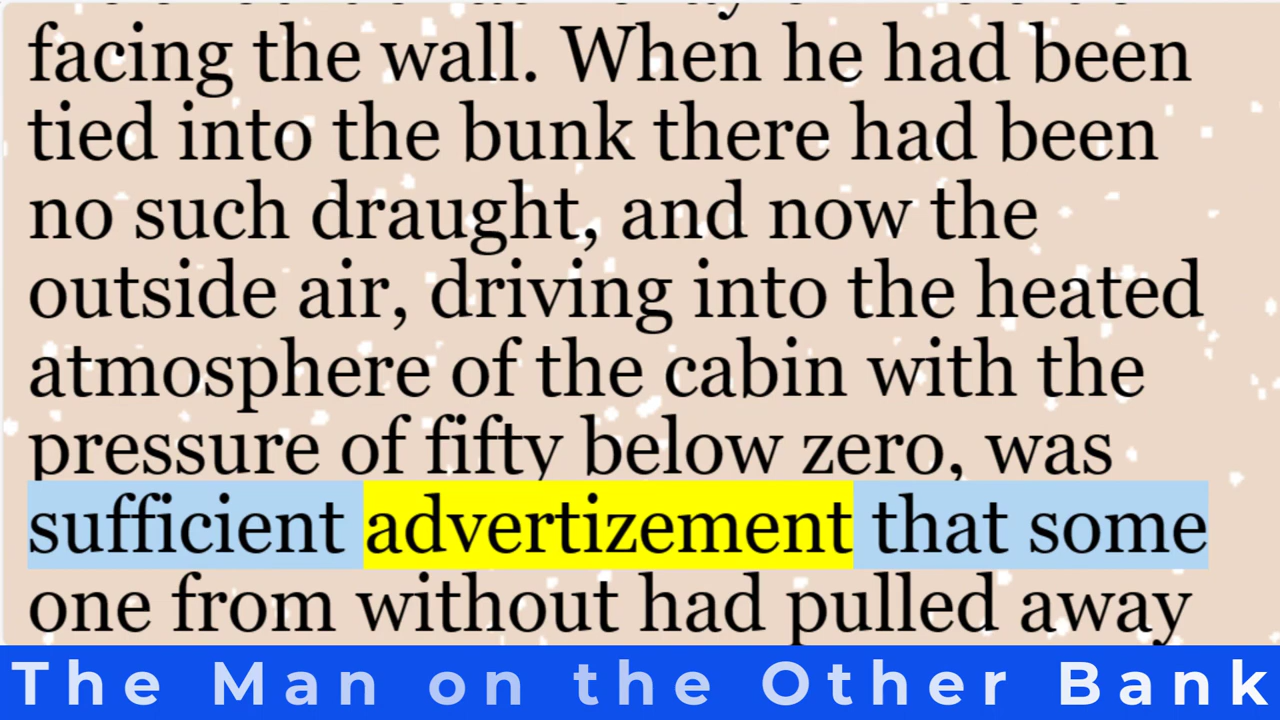 facing the wall. When he had been
tied into the bunk there had been
no such draught, and now the
outside air, driving into the heated
atmosphere of the cabin with the
pressure of fifty below zero, was
sufficient advertizement that some
one from without had pulled away
The Man on the Other Bank